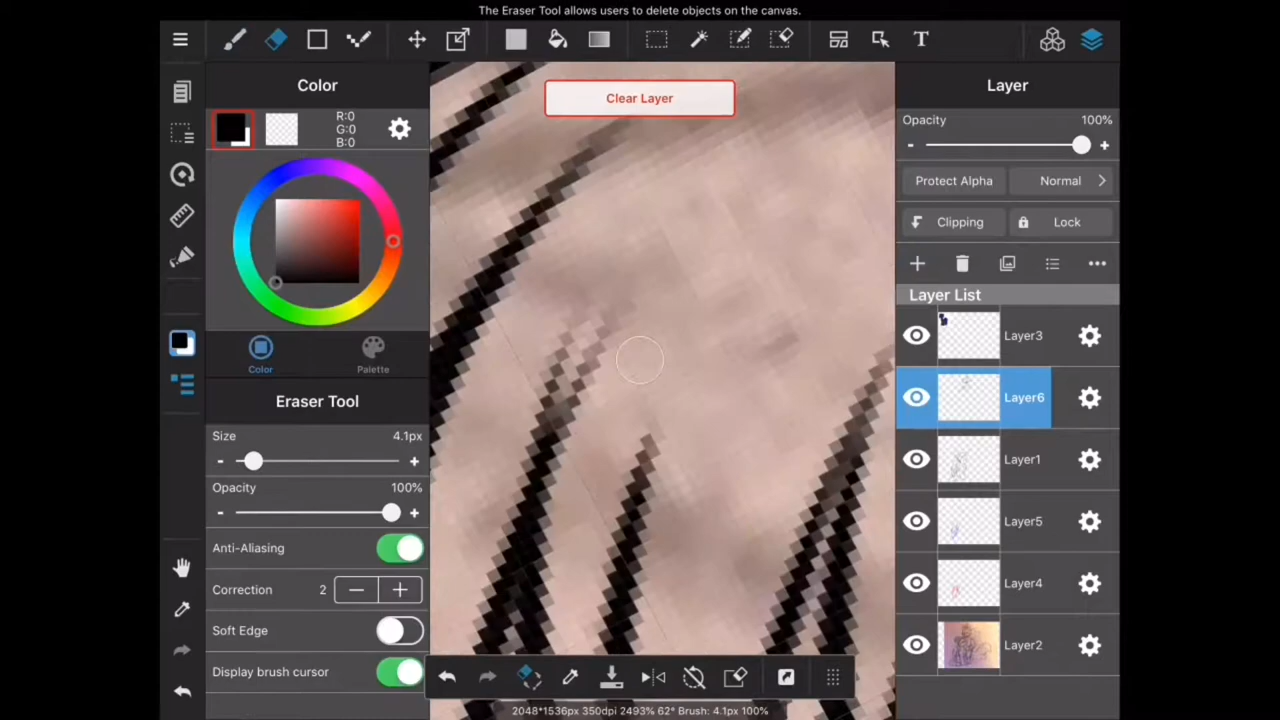 The Eraser Tool allows users to delete objects on the canvas.
T
Color
R:0
G:0
B:0
Color
Palette
Eraser Tool
Size
4.1px
-
+
Opacity
100%
-
+
Anti-Aliasing
Correction
2
Soft Edge
Display brush cursor
Clear Layer
2048*1536px 350dpi 2493% 62° Brush: 4.1px 100%
Layer
Opacity
100%
-
+
Protect Alpha
Normal
Clipping
Lock
Layer List
Layer3
Layer6
Layer1
Layer5
Layer4
Layer2